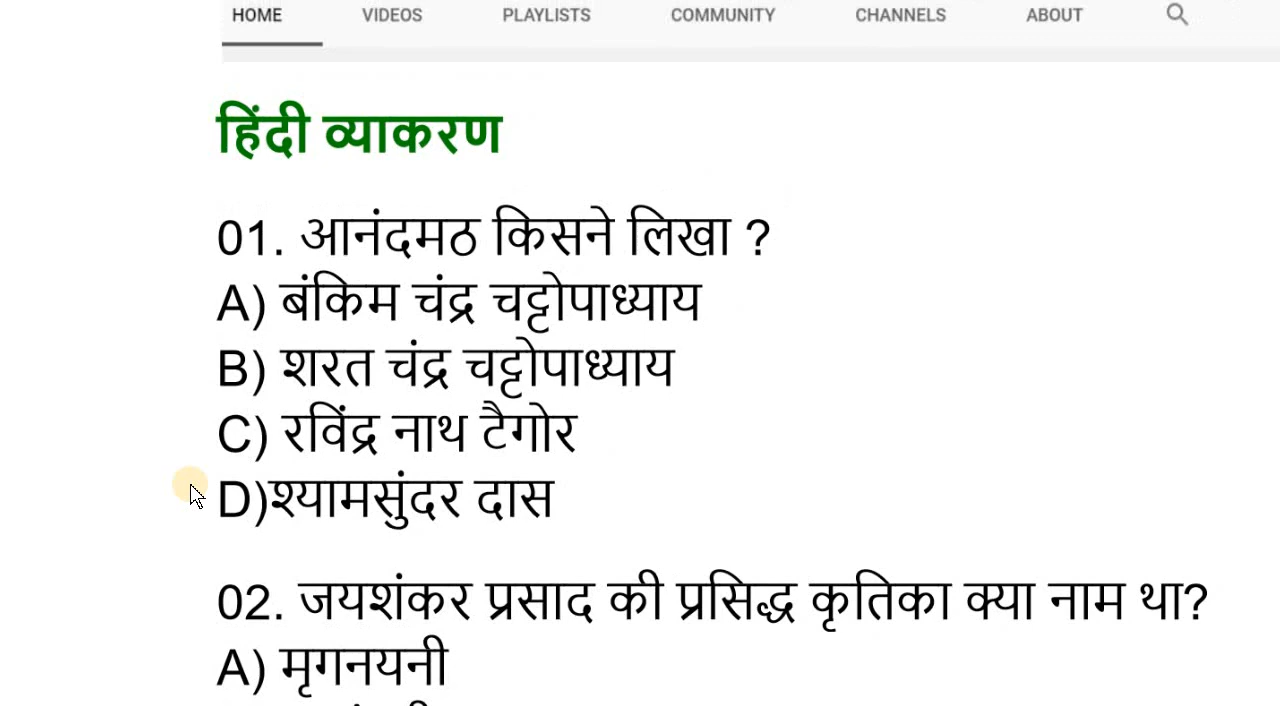 HOME VIDEOS PLAYLISTS COMMUNITY CHANNELS ABOUT
हिंदी व्याकरण
01. आनंदमठ किसने लिखा ?
A) बंकिम चंद्र चट्टोपाध्याय
B) शरत चंद्र चट्टोपाध्याय
C) रविंद्र नाथ टैगोर
D)श्यामसुंदर दास
02. जयशंकर प्रसाद की प्रसिद्ध कृतिका क्या नाम था?
A) मृगनयनी